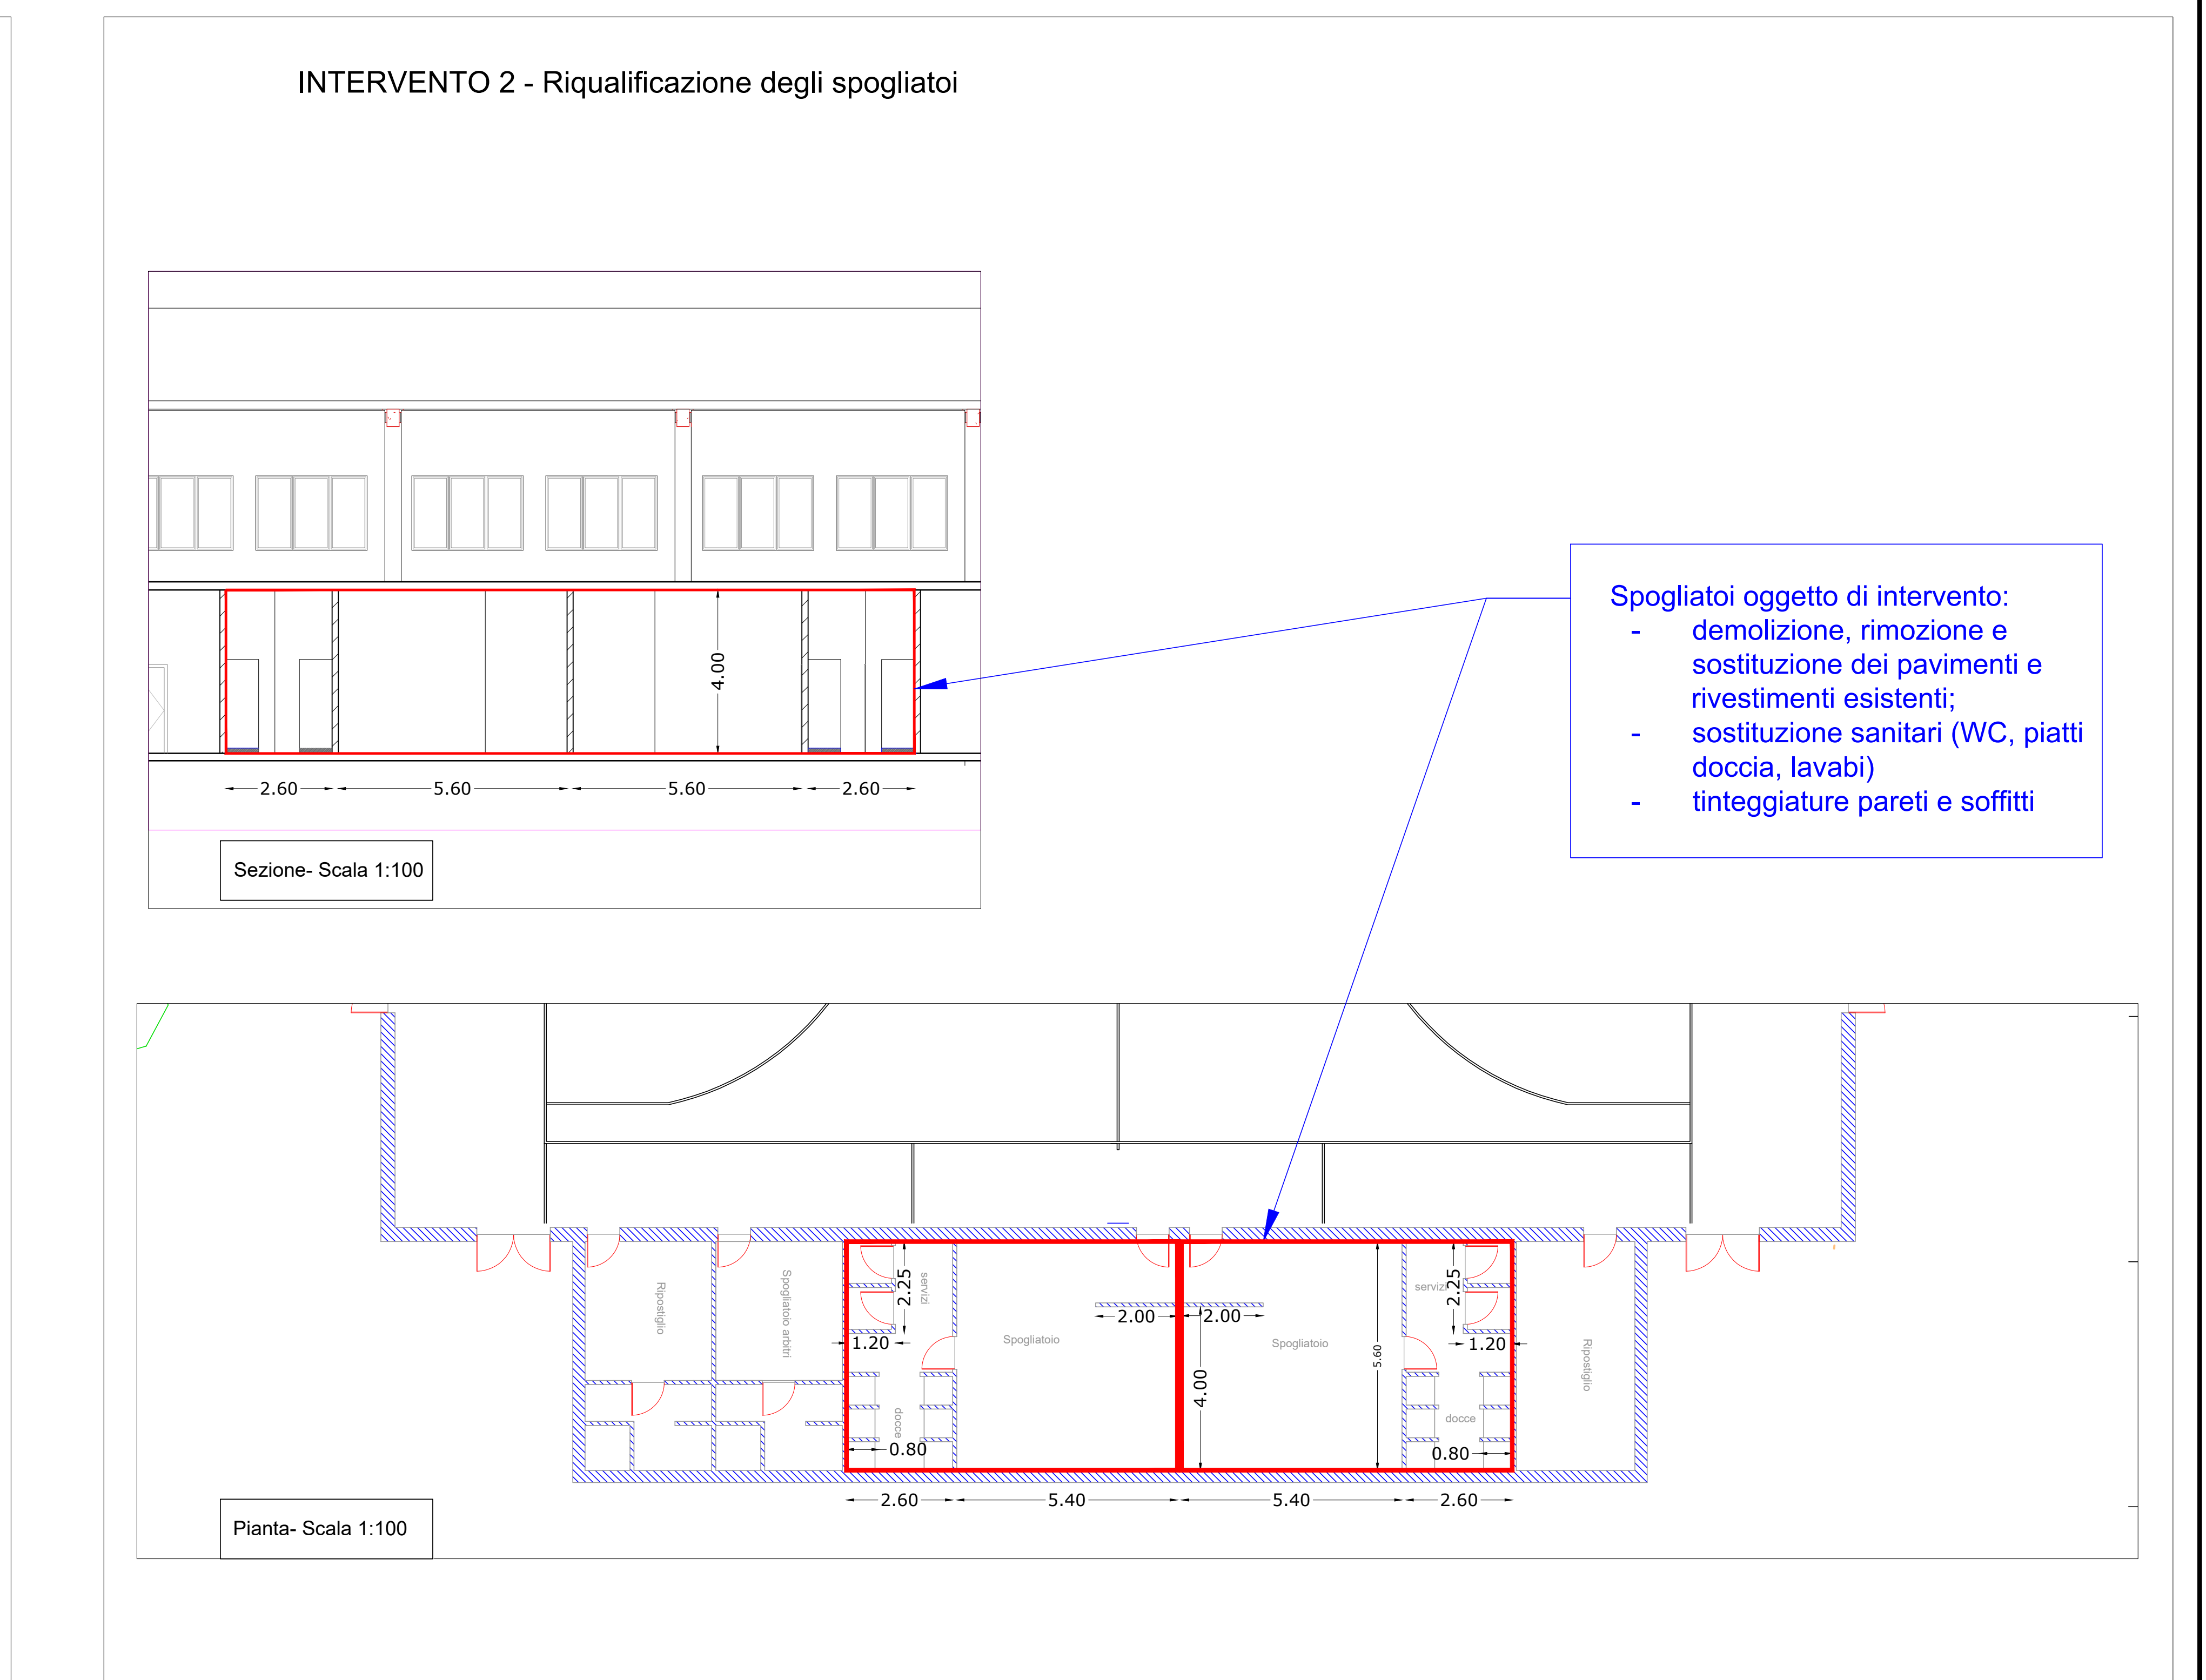 INTERVENTO 2 - Riqualificazione degli spogliatoi
4.00
2.60
5.60
5.60
2.60
Sezione- Scala 1:100
Spogliatoi oggetto di intervento:
- demolizione, rimozione e
sostituzione dei pavimenti e
rivestimenti esistenti;
- sostituzione sanitari (WC, piatti
doccia, lavabi)
- tinteggiature pareti e soffitti
Ripostiglio
Spogliatoio arbitri
2.25
servizi
1.20
docce
0.80
Spogliatoio
2.00
2.00
4.00
Spogliatoio
5.60
servizi
2.25
1.20
docce
0.80
Ripostiglio
2.60
5.40
5.40
2.60
Pianta- Scala 1:100